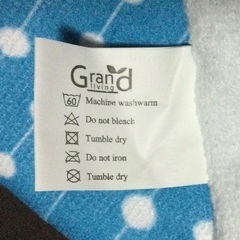 Grand
living
60 Machine washwarm
Do not bleach
Tumble dry
Do not iron
Tumble dry